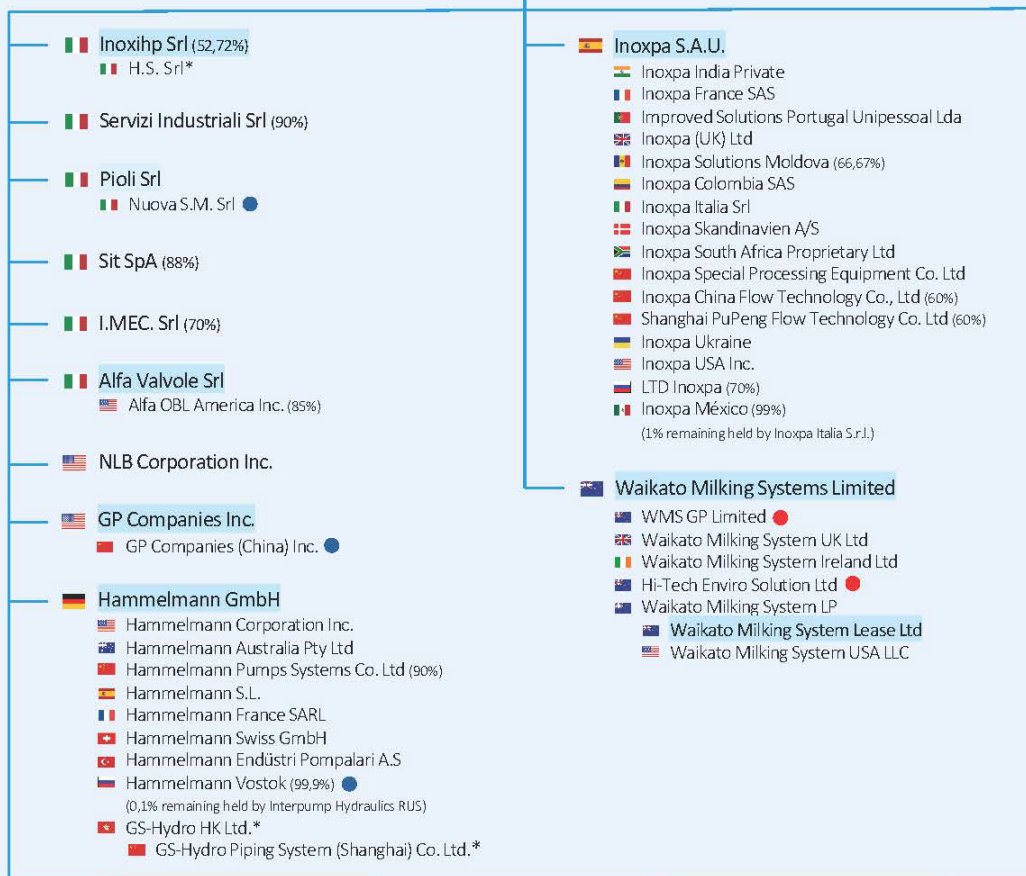 Inoxihp Srl (52,72%)
H.S. Srl*
Servizi Industriali Srl (90%)
Pioli Srl
Nuova S.M. Srl
Sit SpA (88%)
I.MEC. Srl (70%)
Alfa Valvole Srl
Alfa OBL America Inc. (85%)
NLB Corporation Inc.
GP Companies Inc.
GP Companies (China) Inc.
Hammelmann GmbH
Hammelmann Corporation Inc.
Hammelmann Australia Pty Ltd
Hammelmann Pumps Systems Co. Ltd (90%)
Hammelmann S.L.
Hammelmann France SARL
Hammelmann Swiss GmbH
Hammelmann Endüstri Pompalari A.S
Hammelmann Vostok (99,9%)
(0,1% remaining held by Interpump Hydraulics RUS)
GS-Hydro HK Ltd.*
GS-Hydro Piping System (Shanghai) Co. Ltd.*
Inoxpa S.A.U.
Inoxpa India Private
Inoxpa France SAS
Improved Solutions Portugal Unipessoal Lda
Inoxpa (UK) Ltd
Inoxpa Solutions Moldova (66,67%)
Inoxpa Colombia SAS
Inoxpa Italia Srl
Inoxpa Skandinavien A/S
Inoxpa South Africa Proprietary Ltd
Inoxpa Special Processing Equipment Co. Ltd
Inoxpa China Flow Technology Co., Ltd (60%)
Shanghai PuPeng Flow Technology Co. Ltd (60%)
Inoxpa Ukraine
Inoxpa USA Inc.
LTD Inoxpa (70%)
Inoxpa México (99%)
(1% remaining held by Inoxpa Italia S.r.l.)
Waikato Milking Systems Limited
WMS GP Limited
Waikato Milking System UK Ltd
Waikato Milking System Ireland Ltd
Hi-Tech Enviro Solution Ltd
Waikato Milking System LP
Waikato Milking System Lease Ltd
Waikato Milking System USA LLC